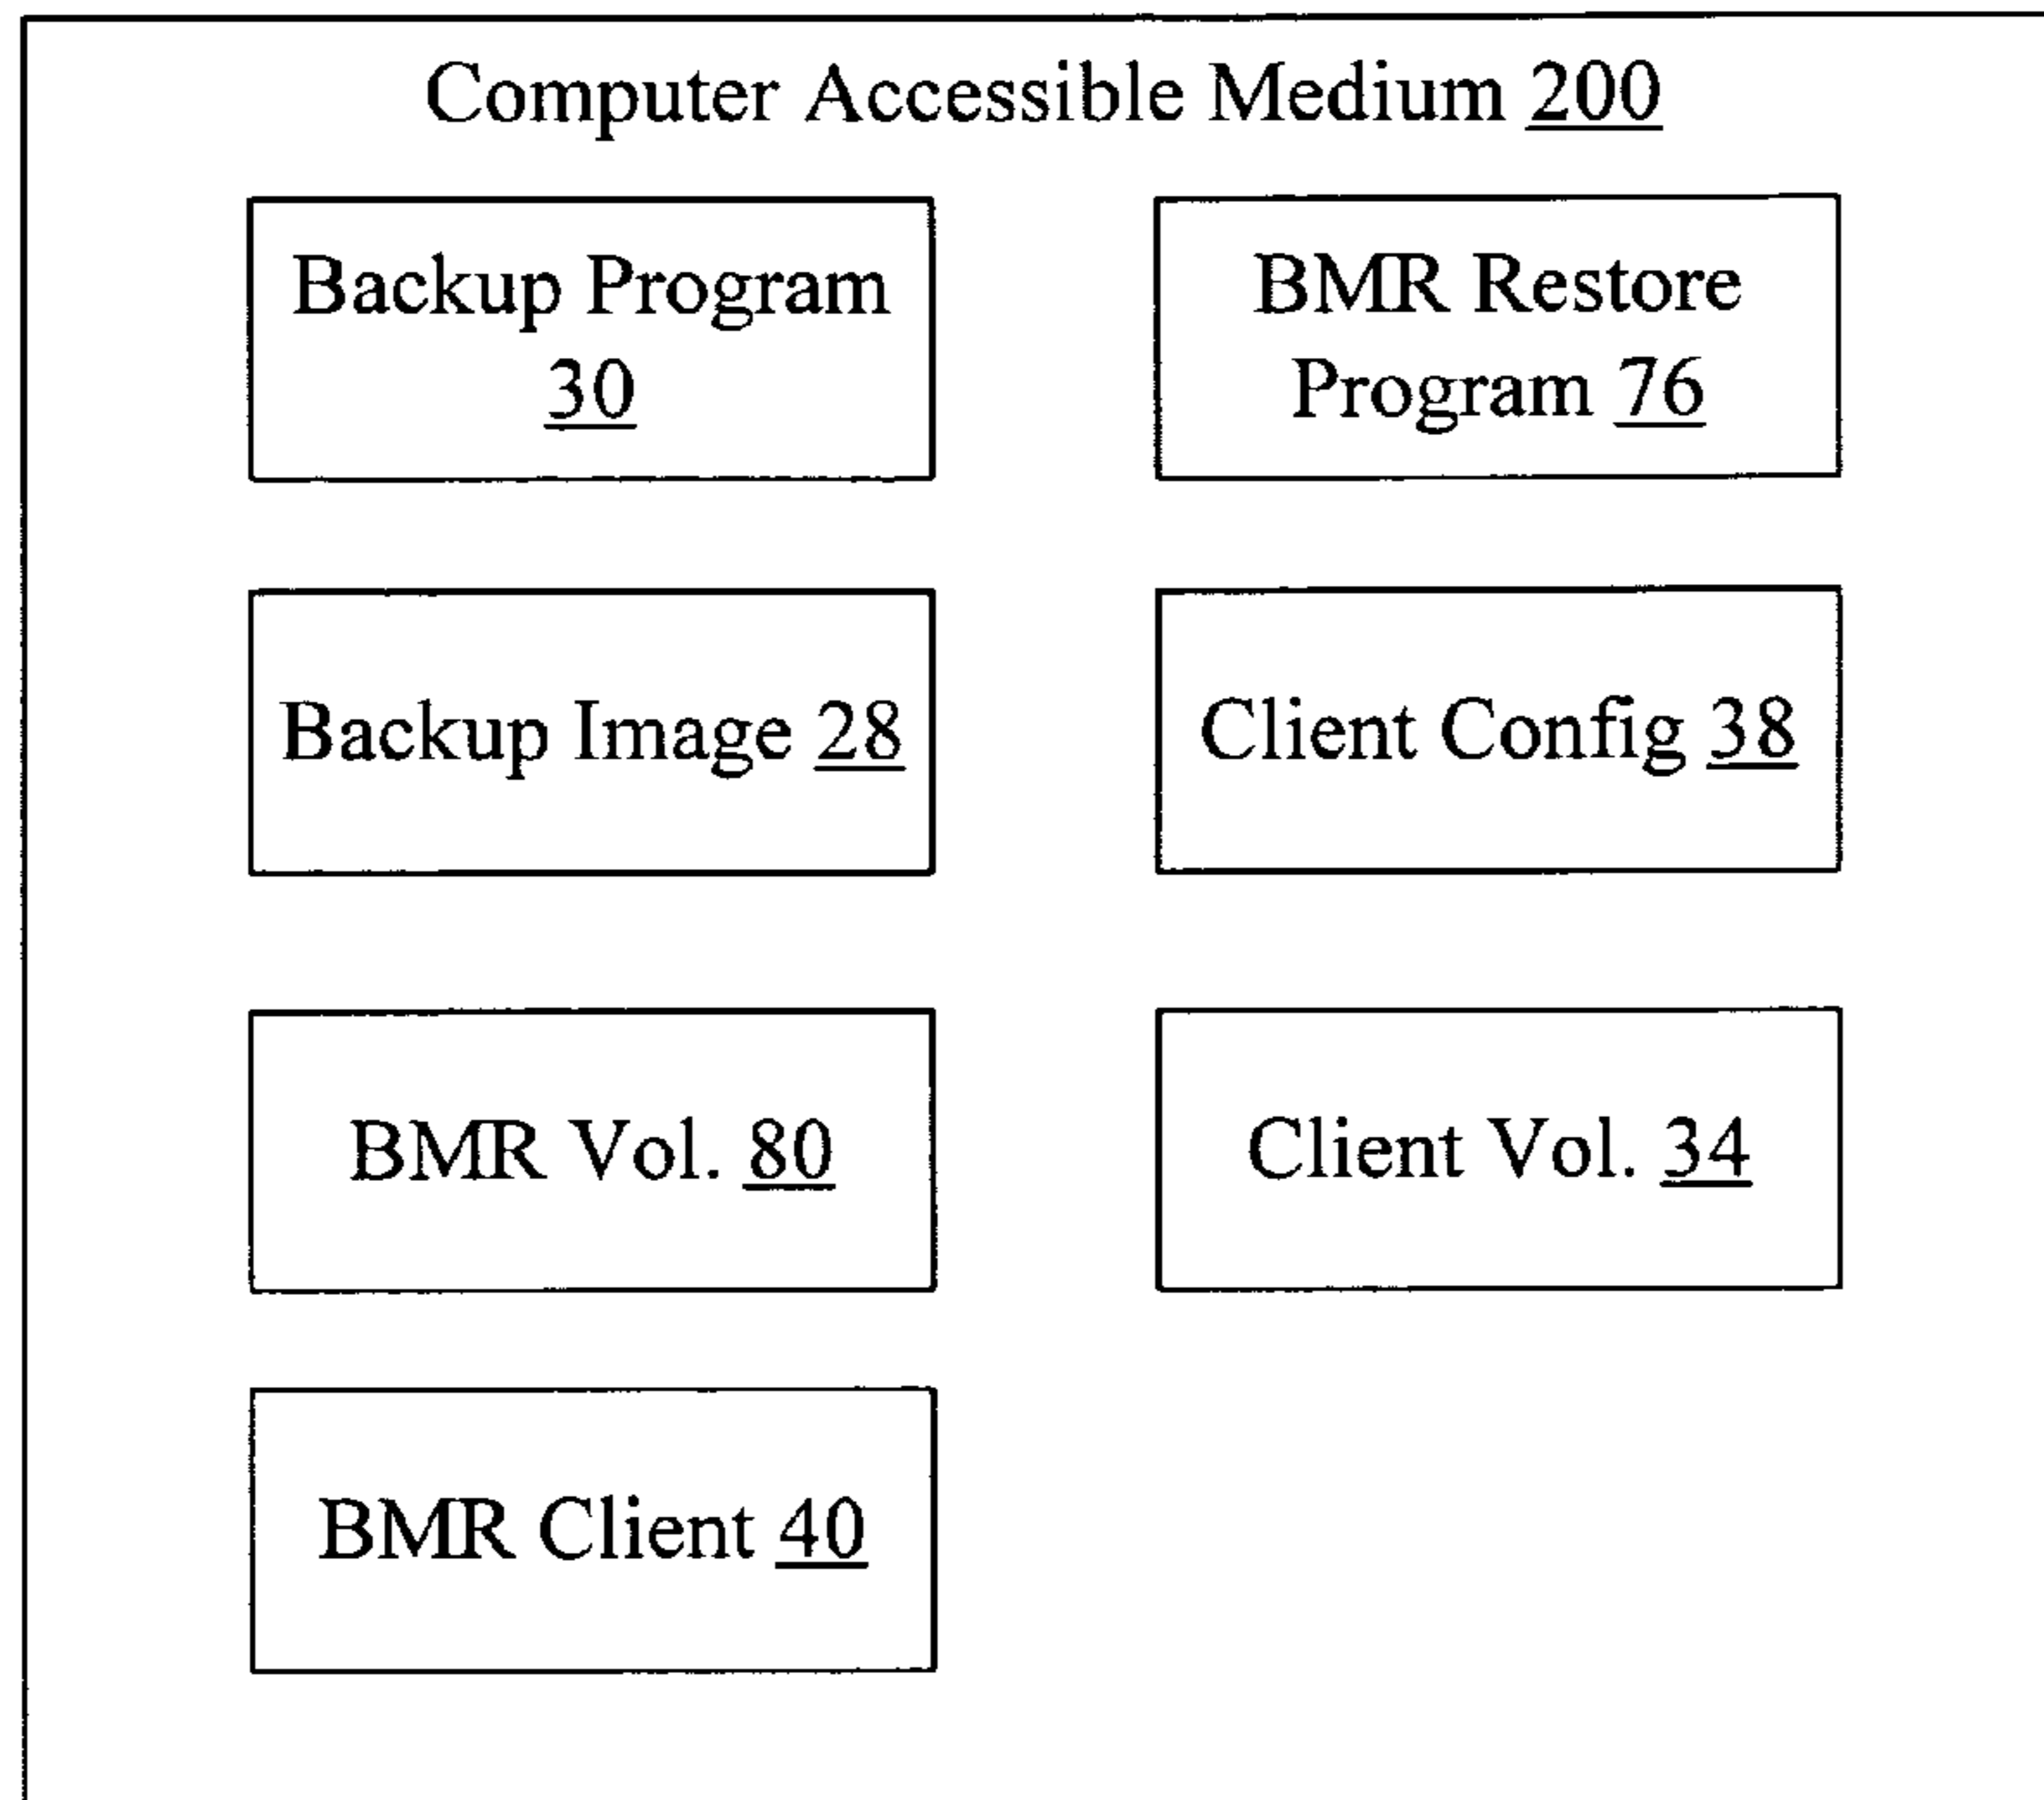 Computer Accessible Medium 200
Backup Program
30
BMR Restore
Program 76
Backup Image 28
Client Config 38
BMR Vol. 80
Client Vol. 34
BMR Client 40